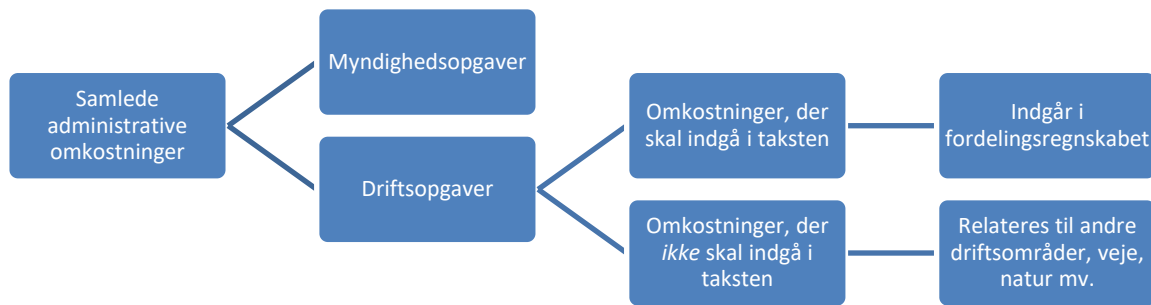 Samlede
administrative
omkostninger
Myndighedsopgaver
Driftsopgaver
Omkostninger, der
skal indgå i taksten
Indgår i
fordelingsregnskabet
Omkostninger, der
ikke skal indgå i
taksten
Relateres til andre
driftsområder, veje,
natur mv.